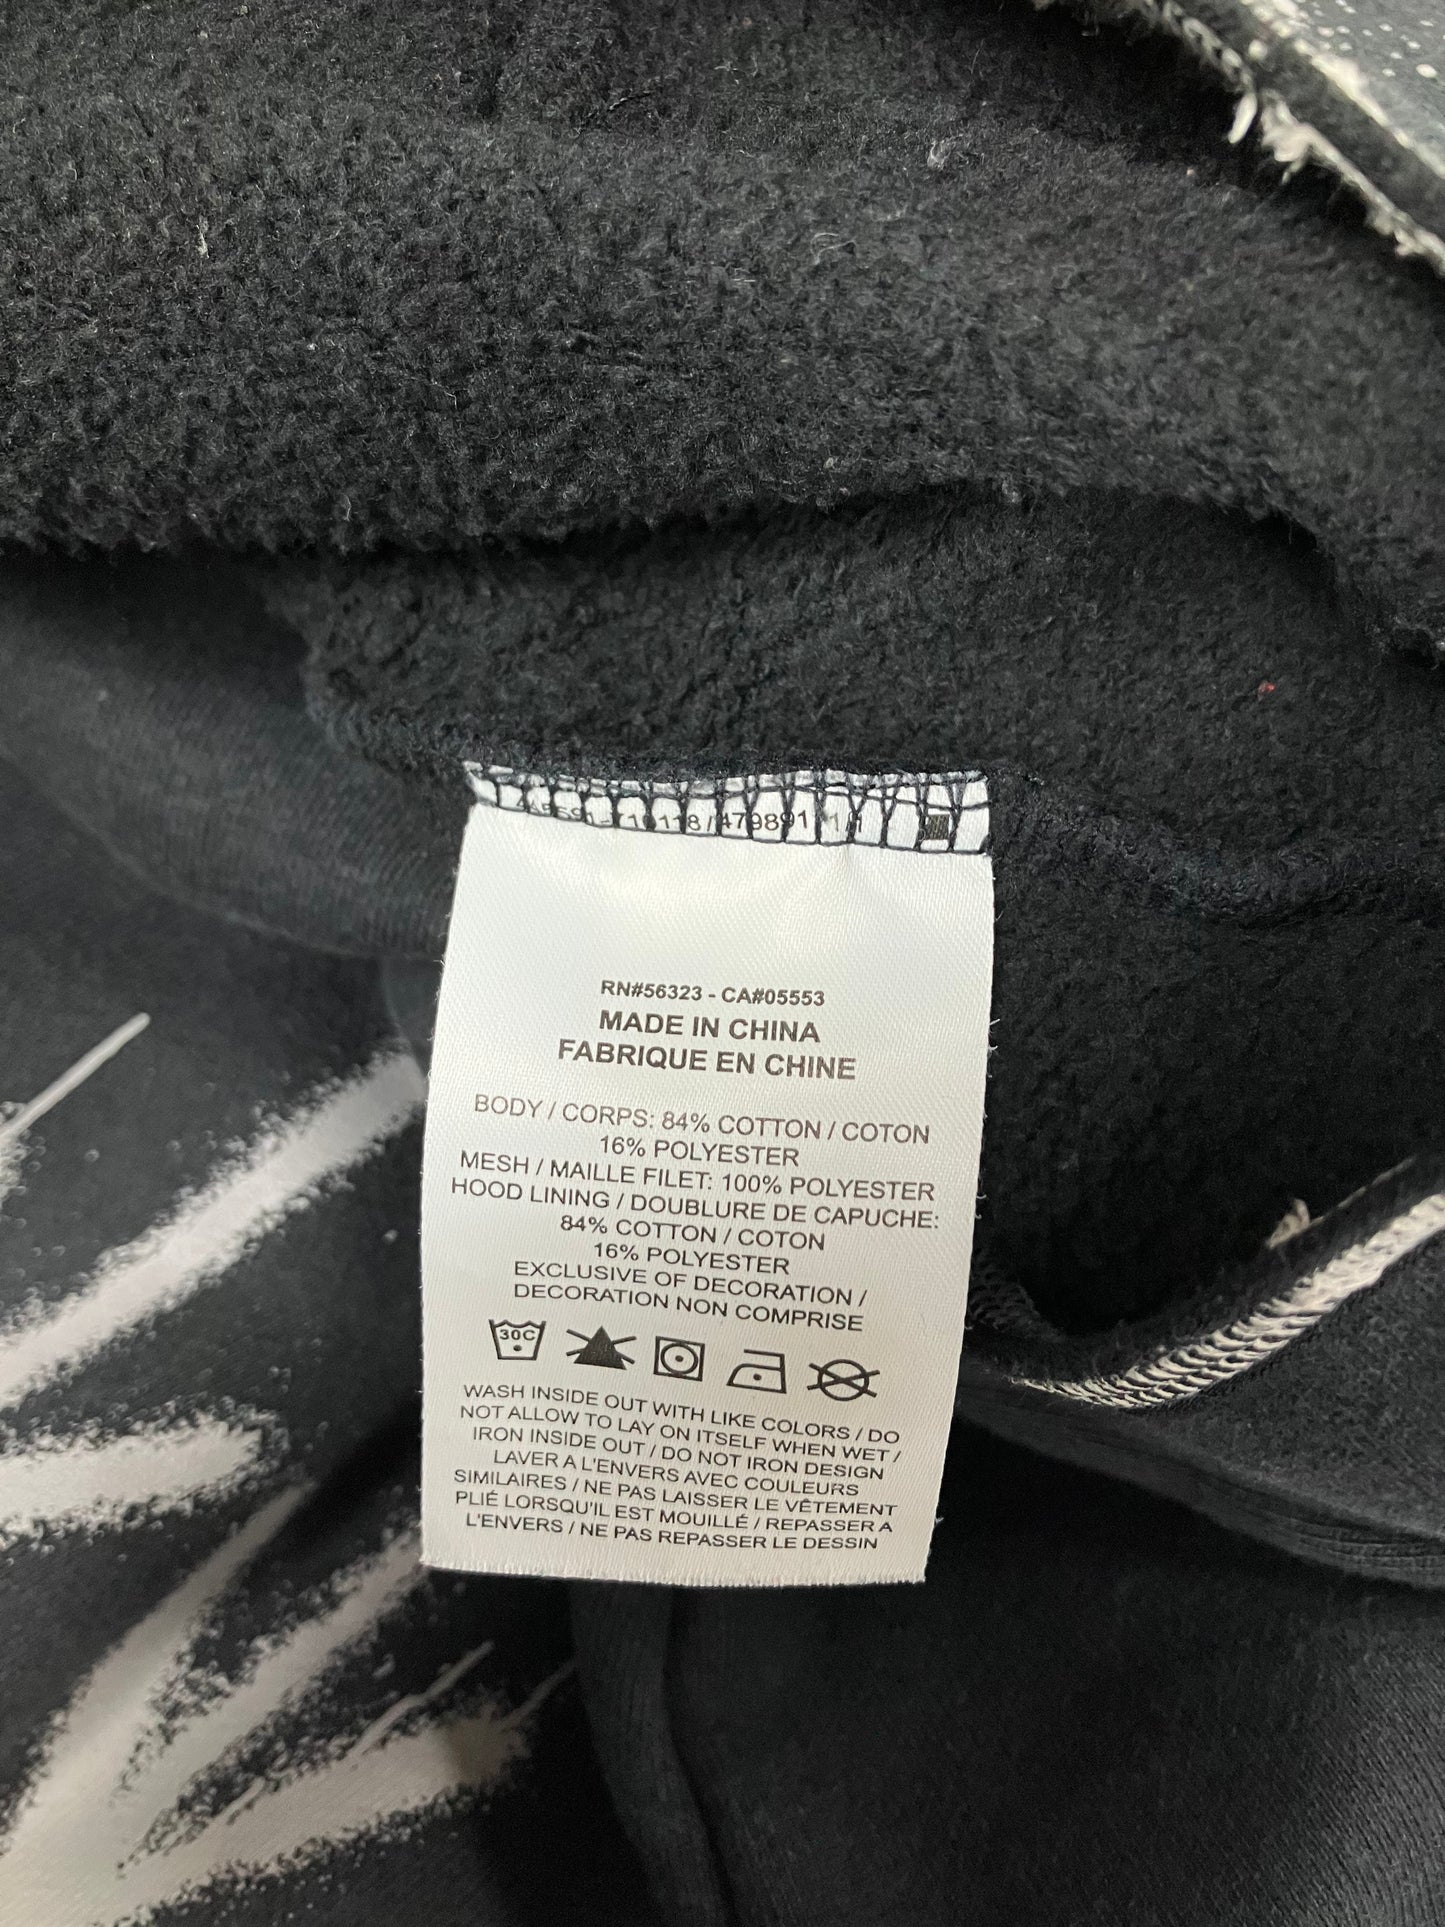 718/479891 1/1
RN#56323 - CA#05553
MADE IN CHINA
FABRIQUE EN CHINE
BODY / CORPS: 84% COTTON / COTON
16% POLYESTER
MESH / MAILLE FILET: 100% POLYESTER
HOOD LINING / DOUBLURE DE CAPUCHE:
84% COTTON / COTON
16% POLYESTER
EXCLUSIVE OF DECORATION /
DECORATION NON COMPRISE
30C
WASH INSIDE OUT WITH LIKE COLORS / DO
NOT ALLOW TO LAY ON ITSELF WHEN WET /
IRON INSIDE OUT / DO NOT IRON DESIGN
LAVER A L'ENVERS AVEC COULEURS
SIMILAIRES / NE PAS LAISSER LE VÊTEMENT
PLIÉ LORSQU'IL EST MOUILLÉ / REPASSER A
L'ENVERS / NE PAS REPASSER LE DESSIN